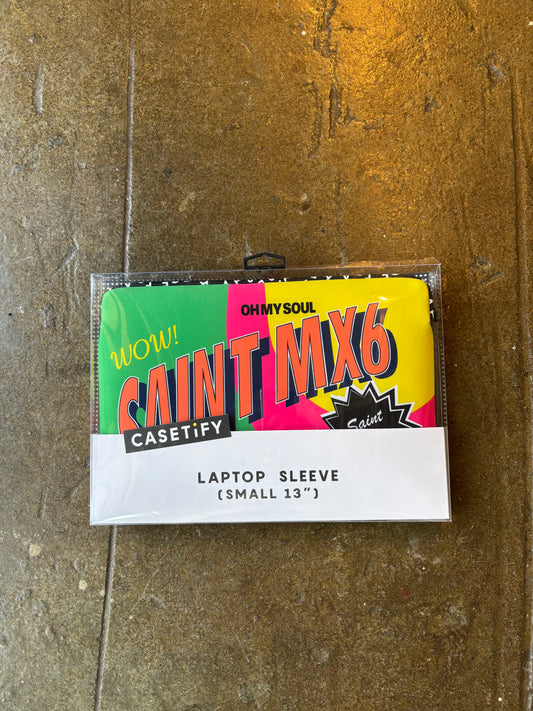 OH MY SOUL
WOW!
SAINT MX6
Saint
CASETiFY
LAPTOP SLEEVE
(SMALL 13")